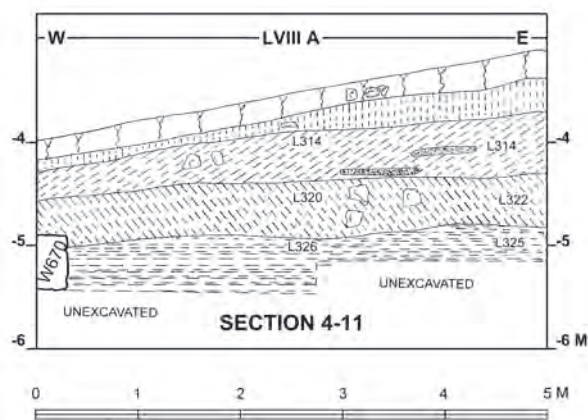 W LVIII A E
L314
-4 L314 -4
L320 L322
-5 L326 L325 -5
W670
UNEXCAVATED UNEXCAVATED
SECTION 4-11
-6 -6 M
0 1 2 3 4 5 M